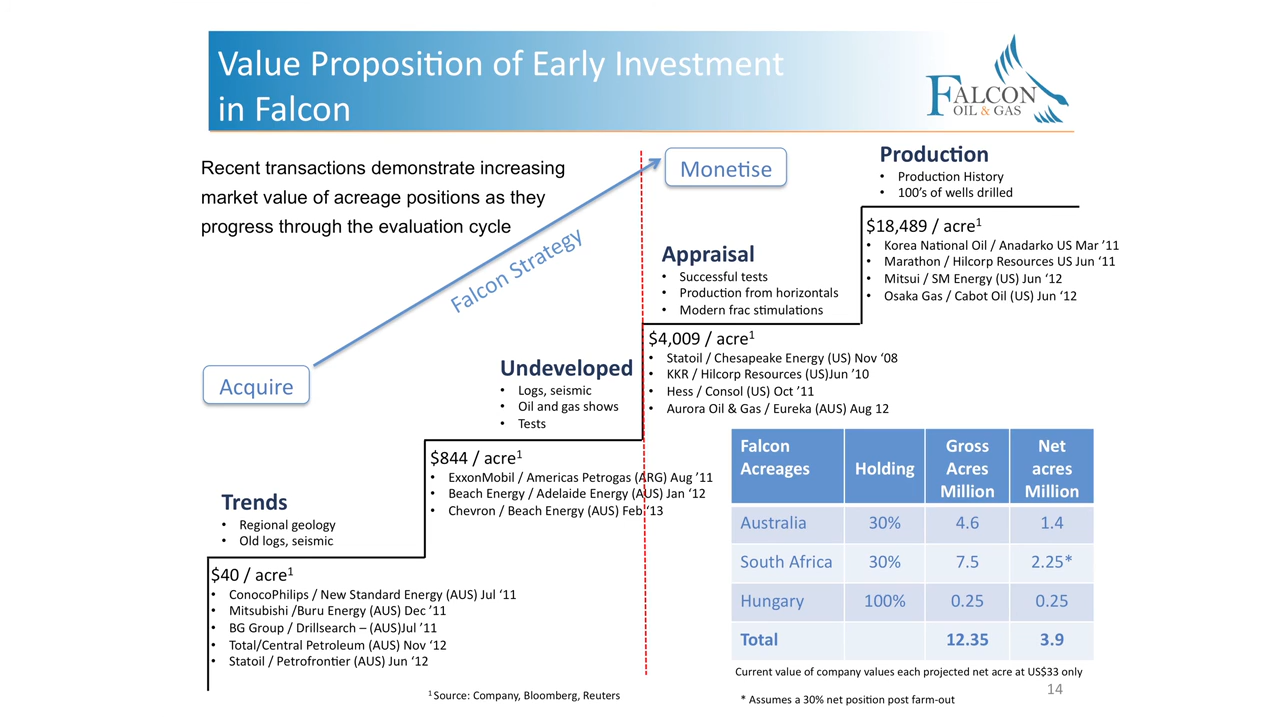 Value Proposition of Early Investment
in Falcon
FALCON
OIL & GAS
Recent transactions demonstrate increasing
market value of acreage positions as they
progress through the evaluation cycle
Acquire
Falcon Strategy
Monetise
Production
• Production History
• 100’s of wells drilled
$18,489 / acre¹
• Korea National Oil / Anadarko US Mar ’11
• Marathon / Hilcorp Resources US Jun ‘11
• Mitsui / SM Energy (US) Jun ‘12
• Osaka Gas / Cabot Oil (US) Jun ‘12
Appraisal
• Successful tests
• Production from horizontals
• Modern frac stimulations
$4,009 / acre¹
• Statoil / Chesapeake Energy (US) Nov ‘08
• KKR / Hilcorp Resources (US)Jun ’10
• Hess / Consol (US) Oct ’11
• Aurora Oil & Gas / Eureka (AUS) Aug 12
Undeveloped
• Logs, seismic
• Oil and gas shows
• Tests
$844 / acre¹
• ExxonMobil / Americas Petrogas (ARG) Aug ’11
• Beach Energy / Adelaide Energy (AUS) Jan ‘12
• Chevron / Beach Energy (AUS) Feb ‘13
Trends
• Regional geology
• Old logs, seismic
$40 / acre¹
• ConocoPhilips / New Standard Energy (AUS) Jul ‘11
• Mitsubishi /Buru Energy (AUS) Dec ’11
• BG Group / Drillsearch – (AUS)Jul ’11
• Total/Central Petroleum (AUS) Nov ‘12
• Statoil / Petrofrontier (AUS) Jun ‘12
Falcon Acreages Holding Gross Acres Million Net acres Million
Australia 30% 4.6 1.4
South Africa 30% 7.5 2.25*
Hungary 100% 0.25 0.25
Total 12.35 3.9
Current value of company values each projected net acre at US$33 only
* Assumes a 30% net position post farm-out
¹ Source: Company, Bloomberg, Reuters
14